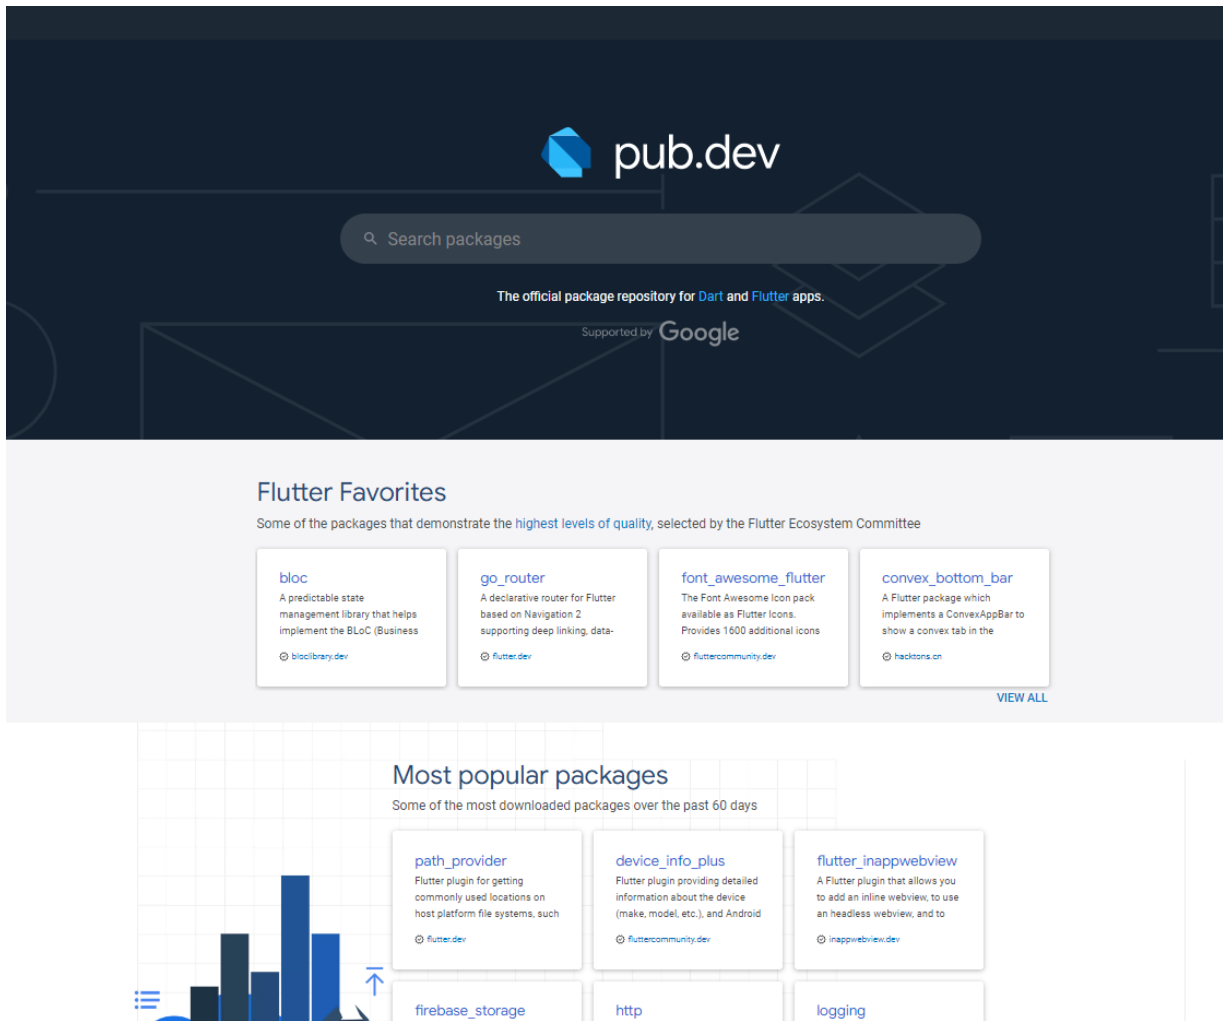 pub.dev
Search packages
The official package repository for Dart and Flutter apps.
Supported by Google
Flutter Favorites
Some of the packages that demonstrate the highest levels of quality, selected by the Flutter Ecosystem Committee
bloc
A predictable state
management library that helps
implement the BLoC (Business
bloclibrary.dev
go_router
A declarative router for Flutter
based on Navigation 2
supporting deep linking, data-
flutter.dev
font_awesome_flutter
The Font Awesome Icon pack
available as Flutter Icons.
Provides 1600 additional icons
fluttercommunity.dev
convex_bottom_bar
A Flutter package which
implements a ConvexAppBar to
show a convex tab in the
hacktons.cn
VIEW ALL
Most popular packages
Some of the most downloaded packages over the past 60 days
path_provider
Flutter plugin for getting
commonly used locations on
host platform file systems, such
flutter.dev
device_info_plus
Flutter plugin providing detailed
information about the device
(make, model, etc.), and Android
fluttercommunity.dev
flutter_inappwebview
A Flutter plugin that allows you
to add an inline webview, to use
an headless webview, and to
inappwebview.dev
firebase_storage
http
logging